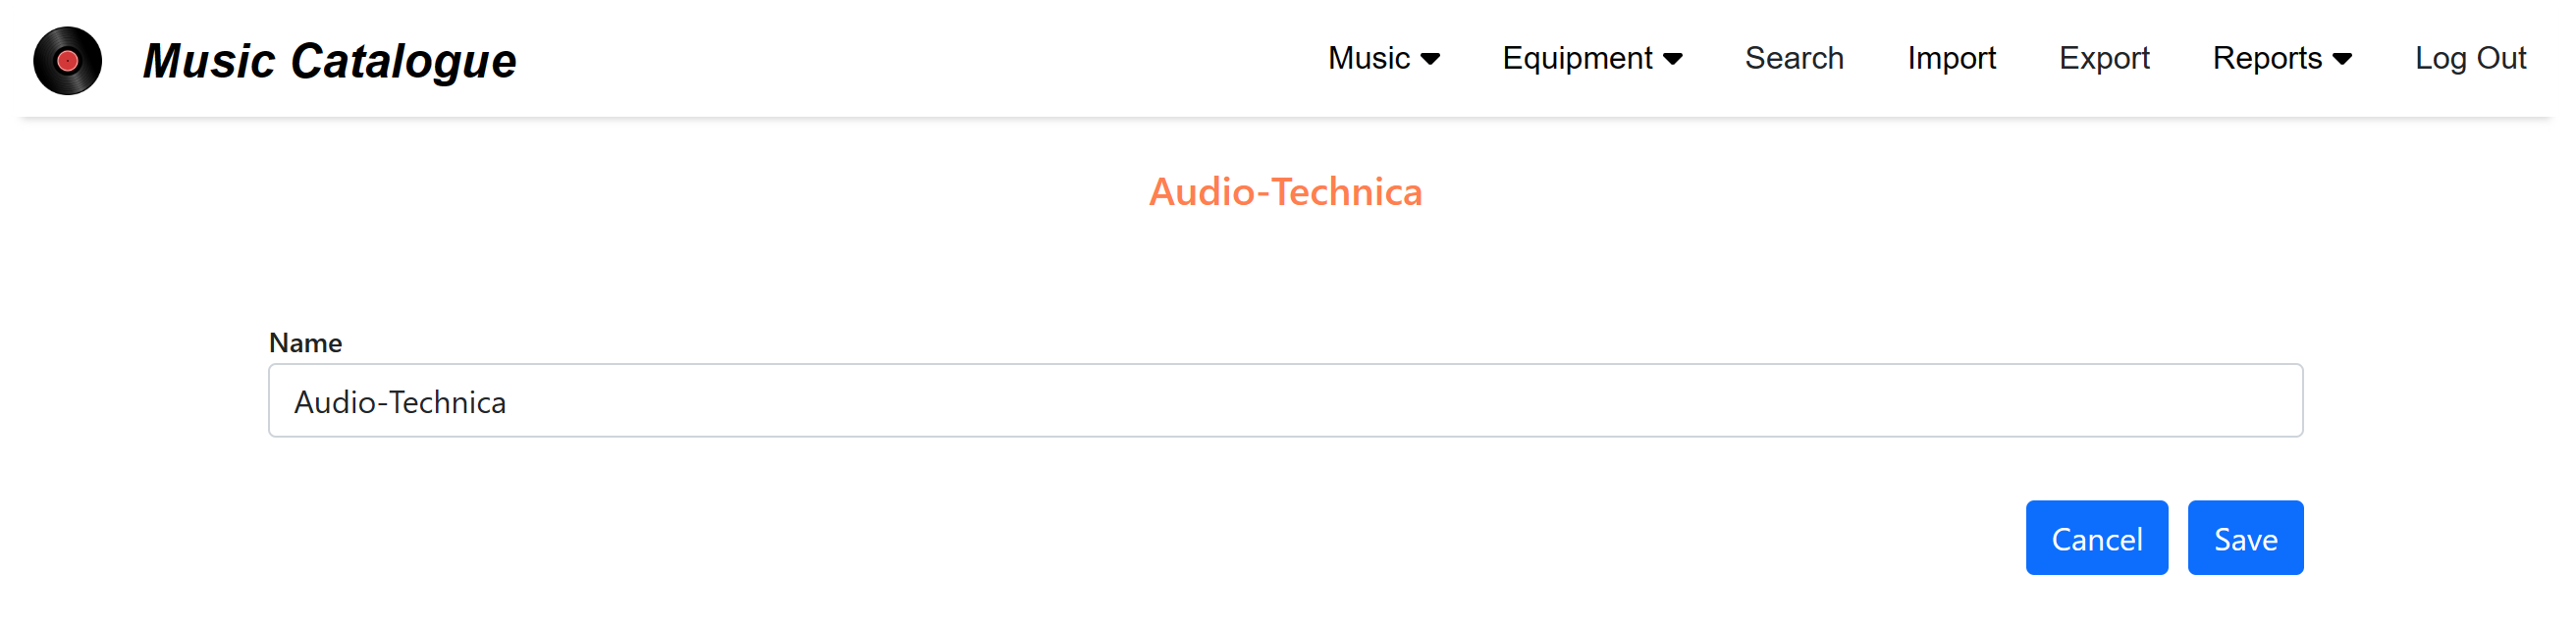 Music Catalogue Music Equipment Search Import Export Reports Log Out
Audio-Technica
Name
Audio-Technica
Cancel Save